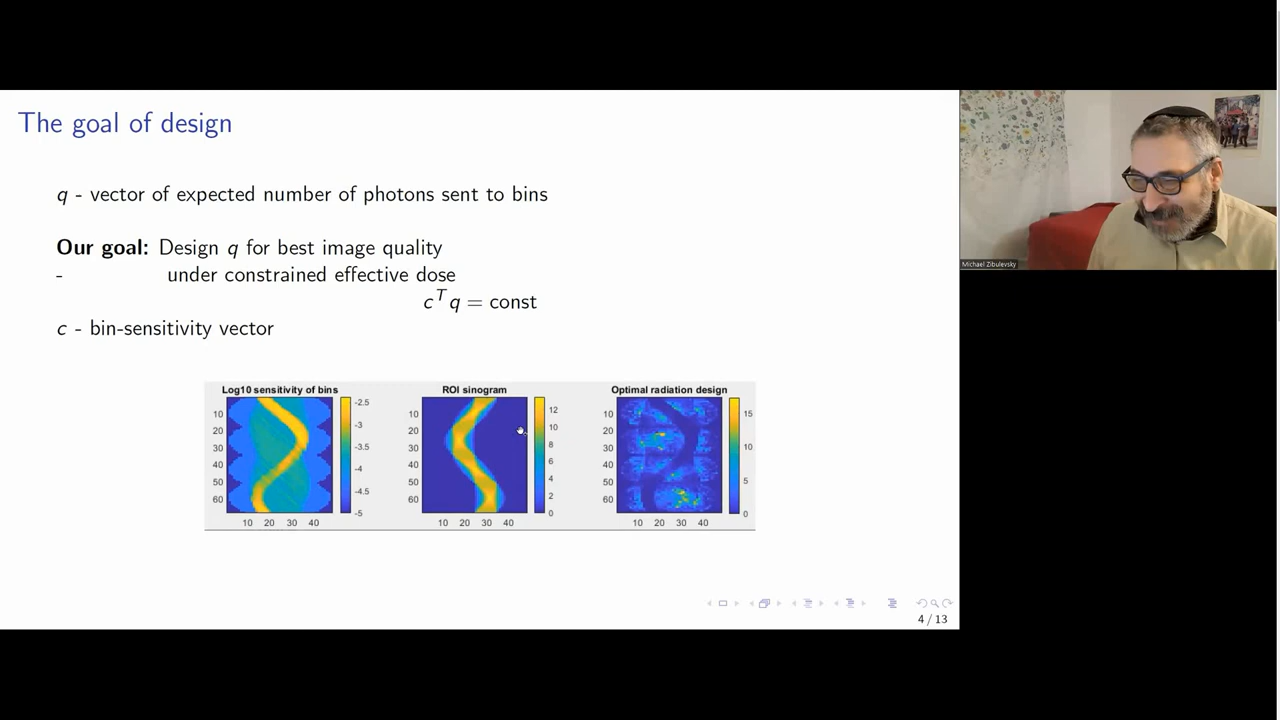 The goal of design
q - vector of expected number of photons sent to bins
Our goal: Design q for best image quality
- under constrained effective dose
c^T q = const
c - bin-sensitivity vector
Log10 sensitivity of bins
10
20
30
40
50
60
10 20 30 40
-2.5
-3
-3.5
-4
-4.5
-5
ROI sinogram
10
20
30
40
50
60
10 20 30 40
12
10
8
6
4
2
0
Optimal radiation design
10
20
30
40
50
60
10 20 30 40
15
10
5
0
4 / 13
Michael Zibulevsky